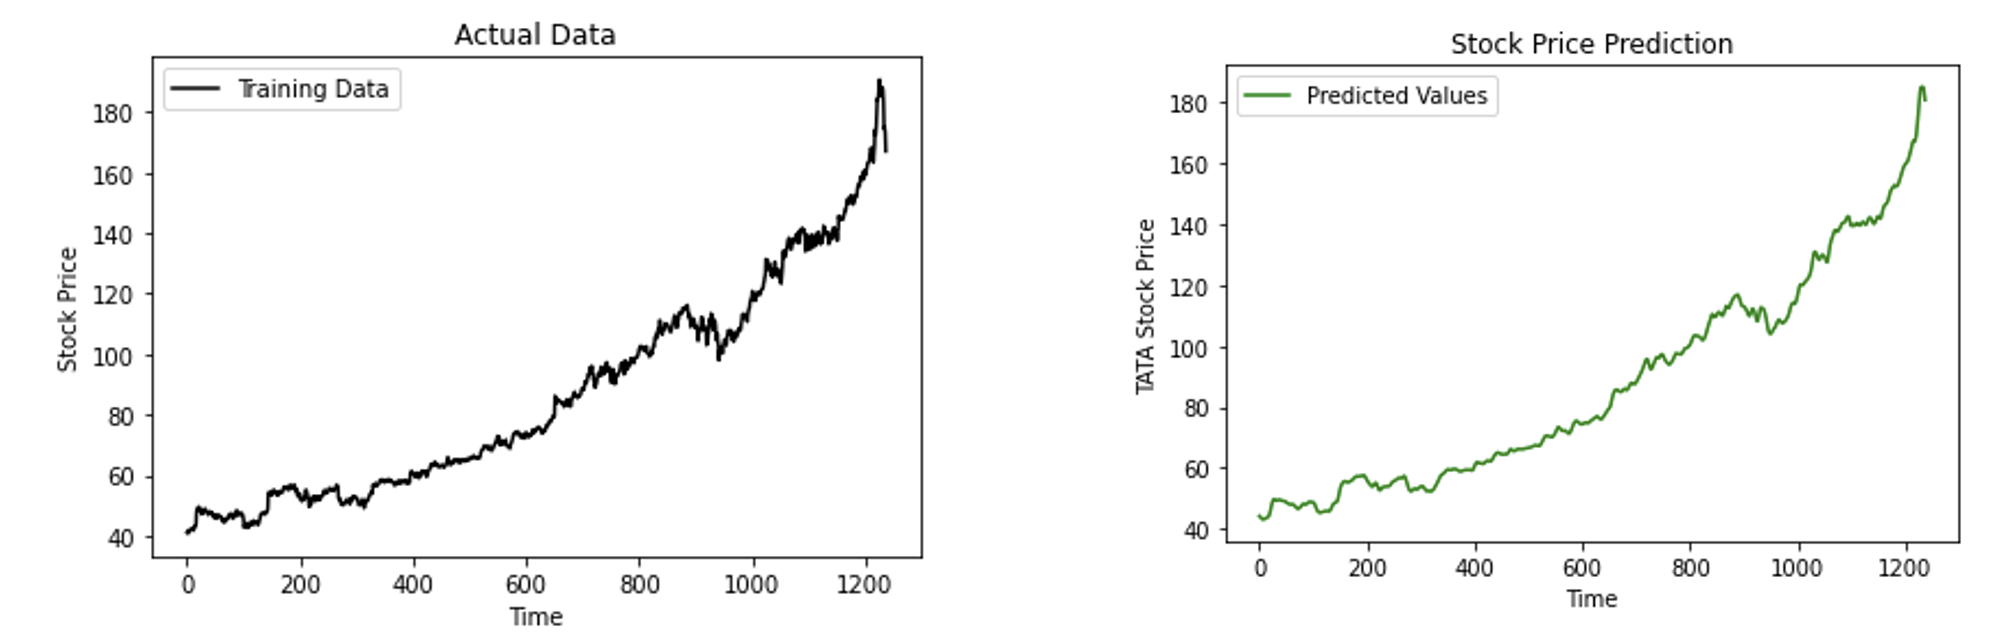 Actual Data
Training Data
Stock Price
180
160
140
120
100
80
60
40
0 200 400 600 800 1000 1200
Time
Stock Price Prediction
Predicted Values
TATA Stock Price
180
160
140
120
100
80
60
40
0 200 400 600 800 1000 1200
Time